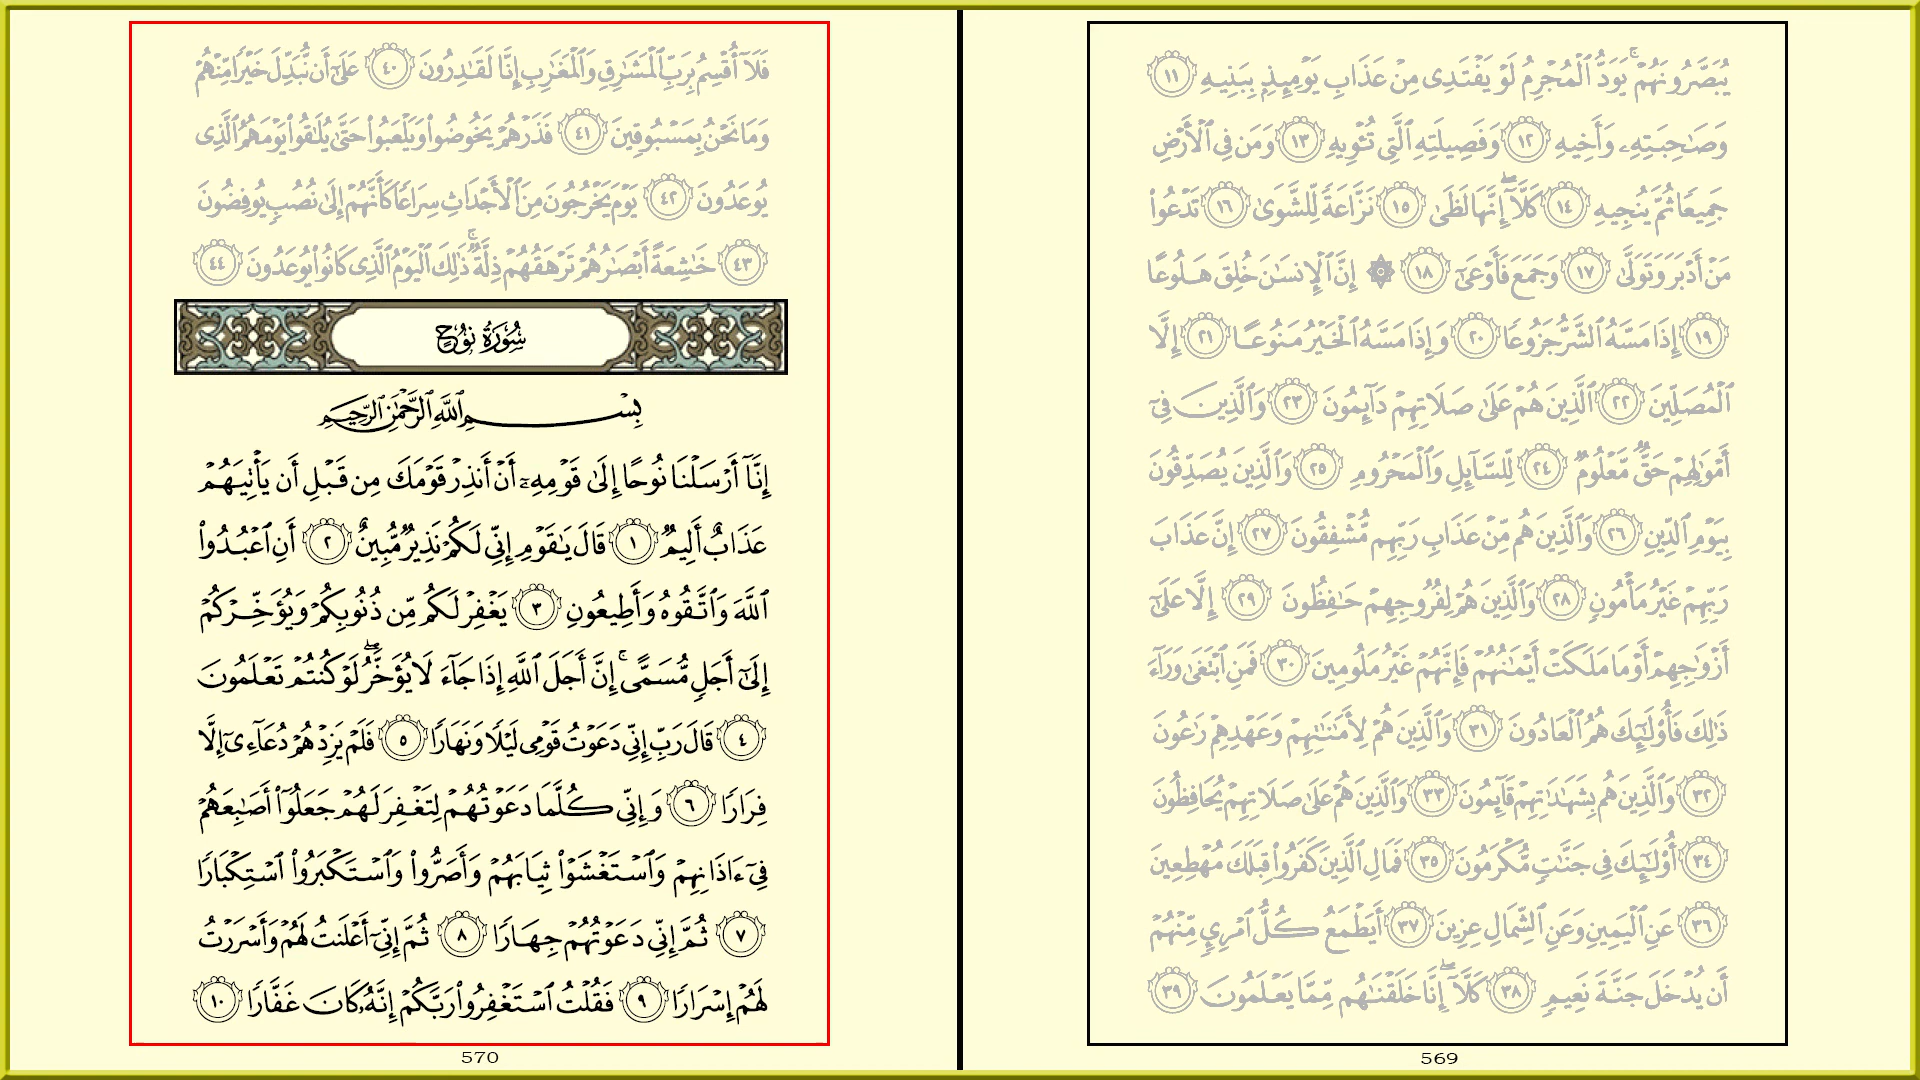 يُبَصَّرُونَهُمْ ۚ يَوَدُّ ٱلْمُجْرِمُ لَوْ يَفْتَدِى مِنْ عَذَابِ يَوْمِئِذٍۭ بِبَنِيهِ ١١
وَصَٰحِبَتِهِۦ وَأَخِيهِ ١٢ وَفَصِيلَتِهِ ٱلَّتِى تُـْٔوِيهِ ١٣ وَمَن فِى ٱلْأَرْضِ
جَمِيعًا ثُمَّ يُنجِيهِ ١٤ كَلَّآ ۖ إِنَّهَا لَظَىٰ ١٥ نَزَّاعَةً لِّلشَّوَىٰ ١٦ تَدْعُوا۟
مَنْ أَدْبَرَ وَتَوَلَّىٰ ١٧ وَجَمَعَ فَأَوْعَىٰٓ ١٨ ۞ إِنَّ ٱلْإِنسَٰنَ خُلِقَ هَلُوعًا
١٩ إِذَا مَسَّهُ ٱلشَّرُّ جَزُوعًا ٢٠ وَإِذَا مَسَّهُ ٱلْخَيْرُ مَنُوعًا ٢١ إِلَّا
ٱلْمُصَلِّينَ ٢٢ ٱلَّذِينَ هُمْ عَلَىٰ صَلَاتِهِمْ دَآئِمُونَ ٢٣ وَٱلَّذِينَ فِىٓ
أَمْوَٰلِهِمْ حَقٌّ مَّعْلُومٌ ٢٤ لِّلسَّآئِلِ وَٱلْمَحْرُومِ ٢٥ وَٱلَّذِينَ يُصَدِّقُونَ
بِيَوْمِ ٱلدِّينِ ٢٦ وَٱلَّذِينَ هُم مِّنْ عَذَابِ رَبِّهِم مُّشْفِقُونَ ٢٧ إِنَّ عَذَابَ
رَبِّهِمْ غَيْرُ مَأْمُونٍ ٢٨ وَٱلَّذِينَ هُمْ لِفُرُوجِهِمْ حَٰفِظُونَ ٢٩ إِلَّا عَلَىٰٓ
أَزْوَٰجِهِمْ أَوْ مَا مَلَكَتْ أَيْمَٰنُهُمْ فَإِنَّهُمْ غَيْرُ مَلُومِينَ ٣٠ فَمَنِ ٱبْتَغَىٰ وَرَآءَ
ذَٰلِكَ فَأُو۟لَٰٓئِكَ هُمُ ٱلْعَادُونَ ٣١ وَٱلَّذِينَ هُمْ لِأَمَٰنَٰتِهِمْ وَعَهْدِهِمْ رَٰعُونَ
٣٢ وَٱلَّذِينَ هُم بِشَهَٰدَٰتِهِمْ قَآئِمُونَ ٣٣ وَٱلَّذِينَ هُمْ عَلَىٰ صَلَاتِهِمْ يُحَافِظُونَ
٣٤ أُو۟لَٰٓئِكَ فِى جَنَّٰتٍ مُّكْرَمُونَ ٣٥ فَمَالِ ٱلَّذِينَ كَفَرُوا۟ قِبَلَكَ مُهْطِعِينَ
٣٦ عَنِ ٱلْيَمِينِ وَعَنِ ٱلشِّمَالِ عِزِينَ ٣٧ أَيَطْمَعُ كُلُّ ٱمْرِئٍ مِّنْهُمْ
أَن يُدْخَلَ جَنَّةَ نَعِيمٍ ٣٨ كَلَّآ ۖ إِنَّا خَلَقْنَٰهُم مِّمَّا يَعْلَمُونَ ٣٩
569
فَلَآ أُقْسِمُ بِرَبِّ ٱلْمَشَٰرِقِ وَٱلْمَغَٰرِبِ إِنَّا لَقَٰدِرُونَ ٤٠ عَلَىٰٓ أَن نُّبَدِّلَ خَيْرًا مِّنْهُمْ
وَمَا نَحْنُ بِمَسْبُوقِينَ ٤١ فَذَرْهُمْ يَخُوضُوا۟ وَيَلْعَبُوا۟ حَتَّىٰ يُلَٰقُوا۟ يَوْمَهُمُ ٱلَّذِى
يُوعَدُونَ ٤٢ يَوْمَ يَخْرُجُونَ مِنَ ٱلْأَجْدَاثِ سِرَاعًا كَأَنَّهُمْ إِلَىٰ نُصُبٍ يُوفِضُونَ
٤٣ خَٰشِعَةً أَبْصَٰرُهُمْ تَرْهَقُهُمْ ذِلَّةٌ ۚ ذَٰلِكَ ٱلْيَوْمُ ٱلَّذِى كَانُوا۟ يُوعَدُونَ ٤٤
سُورَةُ نُوحٍ
بِسْمِ ٱللَّهِ ٱلرَّحْمَٰنِ ٱلرَّحِيمِ
إِنَّآ أَرْسَلْنَا نُوحًا إِلَىٰ قَوْمِهِۦٓ أَنْ أَنذِرْ قَوْمَكَ مِن قَبْلِ أَن يَأْتِيَهُمْ
عَذَابٌ أَلِيمٌ ١ قَالَ يَٰقَوْمِ إِنِّى لَكُمْ نَذِيرٌ مُّبِينٌ ٢ أَنِ ٱعْبُدُوا۟
ٱللَّهَ وَٱتَّقُوهُ وَأَطِيعُونِ ٣ يَغْفِرْ لَكُم مِّن ذُنُوبِكُمْ وَيُؤَخِّرْكُمْ
إِلَىٰٓ أَجَلٍ مُّسَمًّى ۚ إِنَّ أَجَلَ ٱللَّهِ إِذَا جَآءَ لَا يُؤَخَّرُ ۖ لَوْ كُنتُمْ تَعْلَمُونَ
٤ قَالَ رَبِّ إِنِّى دَعَوْتُ قَوْمِى لَيْلًا وَنَهَارًا ٥ فَلَمْ يَزِدْهُمْ دُعَآءِىٓ إِلَّا
فِرَارًا ٦ وَإِنِّى كُلَّمَا دَعَوْتُهُمْ لِتَغْفِرَ لَهُمْ جَعَلُوٓا۟ أَصَٰبِعَهُمْ
فِىٓ ءَاذَانِهِمْ وَٱسْتَغْشَوْا۟ ثِيَابَهُمْ وَأَصَرُّوا۟ وَٱسْتَكْبَرُوا۟ ٱسْتِكْبَارًا
٧ ثُمَّ إِنِّى دَعَوْتُهُمْ جِهَارًا ٨ ثُمَّ إِنِّىٓ أَعْلَنتُ لَهُمْ وَأَسْرَرْتُ
لَهُمْ إِسْرَارًا ٩ فَقُلْتُ ٱسْتَغْفِرُوا۟ رَبَّكُمْ إِنَّهُۥ كَانَ غَفَّارًا ١٠
570